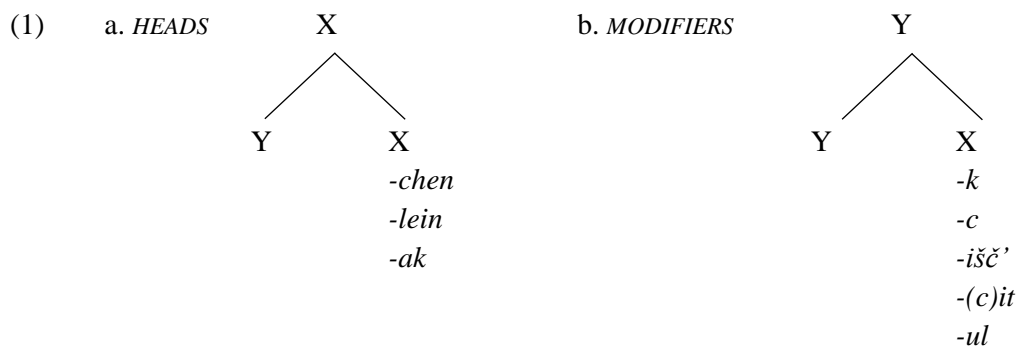 (1) a. HEADS X b. MODIFIERS Y
Y X Y X
-chen -k
-lein -c
-ak -išč’
-(c)it
-ul